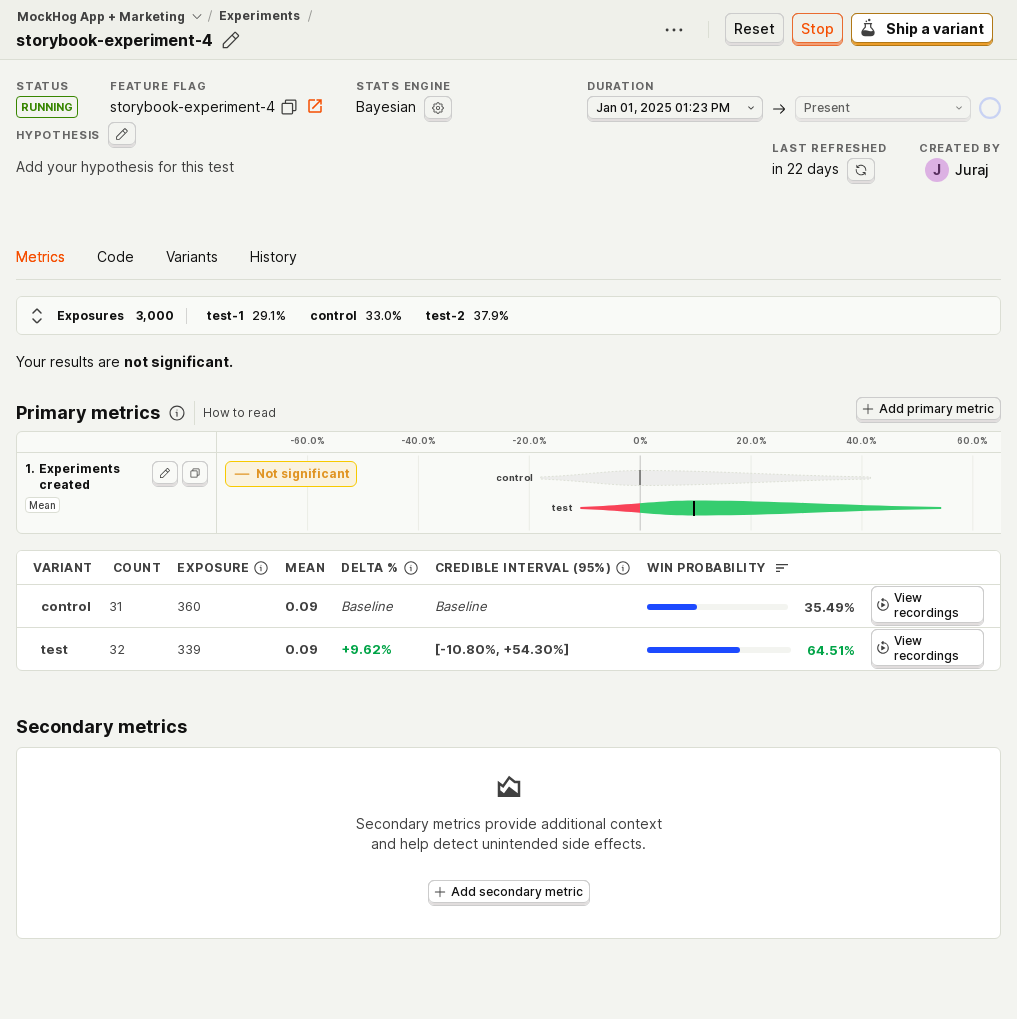 MockHog App + Marketing / Experiments /
storybook-experiment-4
Reset
Stop
Ship a variant
STATUS
RUNNING
FEATURE FLAG
storybook-experiment-4
STATS ENGINE
Bayesian
DURATION
Jan 01, 2025 01:23 PM → Present
HYPOTHESIS
Add your hypothesis for this test
LAST REFRESHED
in 22 days
CREATED BY
J Juraj
Metrics Code Variants History
Exposures 3,000 test-1 29.1% control 33.0% test-2 37.9%
Your results are not significant.
Primary metrics How to read
Add primary metric
-60.0% -40.0% -20.0% 0% 20.0% 40.0% 60.0%
1. Experiments
created
Mean
— Not significant
control
test
VARIANT COUNT EXPOSURE MEAN DELTA % CREDIBLE INTERVAL (95%) WIN PROBABILITY
control 31 360 0.09 Baseline Baseline 35.49% View
recordings
test 32 339 0.09 +9.62% [-10.80%, +54.30%] 64.51% View
recordings
Secondary metrics
Secondary metrics provide additional context
and help detect unintended side effects.
Add secondary metric